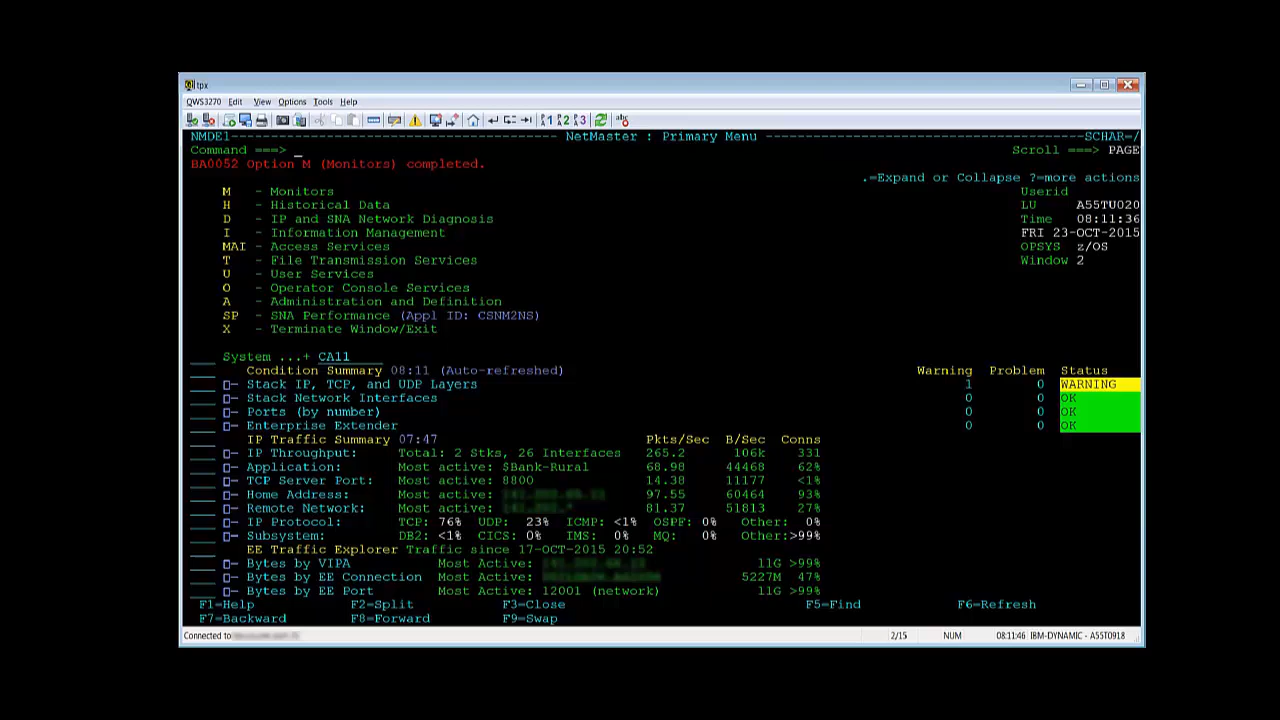 tpx
QWS3270 Edit View Options Tools Help
NMDE1------------------------------------------ NetMaster : Primary Menu ------------------------------------------SCHAR=/
Command ===> _ Scroll ===> PAGE
BA0052 Option M (Monitors) completed.
.=Expand or Collapse ?=more actions
M - Monitors Userid
H - Historical Data LU A55TU020
D - IP and SNA Network Diagnosis Time 08:11:36
I - Information Management FRI 23-OCT-2015
MAI - Access Services OPSYS z/OS
T - File Transmission Services Window 2
U - User Services
O - Operator Console Services
A - Administration and Definition
SP - SNA Performance (Appl ID: CSNM2NS)
X - Terminate Window/Exit
System ...+ CA11
Condition Summary 08:11 (Auto-refreshed) Warning Problem Status
Stack IP, TCP, and UDP Layers 1 0 WARNING
Stack Network Interfaces 0 0 OK
Ports (by number) 0 0 OK
Enterprise Extender 0 0 OK
IP Traffic Summary 07:47 Pkts/Sec B/Sec Conns
IP Throughput: Total: 2 Stks, 26 Interfaces 265.2 106k 331
Application: Most active: $Bank-Rural 68.98 44468 62%
TCP Server Port: Most active: 8800 14.38 11177 <1%
Home Address: Most active: 97.55 60464 93%
Remote Network: Most active: 81.37 51813 27%
IP Protocol: TCP: 76% UDP: 23% ICMP: <1% OSPF: 0% Other: 0%
Subsystem: DB2: <1% CICS: 0% IMS: 0% MQ: 0% Other:>99%
EE Traffic Explorer Traffic since 17-OCT-2015 20:52
Bytes by VIPA Most Active: 11G >99%
Bytes by EE Connection Most Active: 5227M 47%
Bytes by EE Port Most Active: 12001 (network) 11G >99%
F1=Help F2=Split F3=Close F5=Find F6=Refresh
F7=Backward F8=Forward F9=Swap
Connected to 2/15 NUM 08:11:46 IBM-DYNAMIC - A55T0918